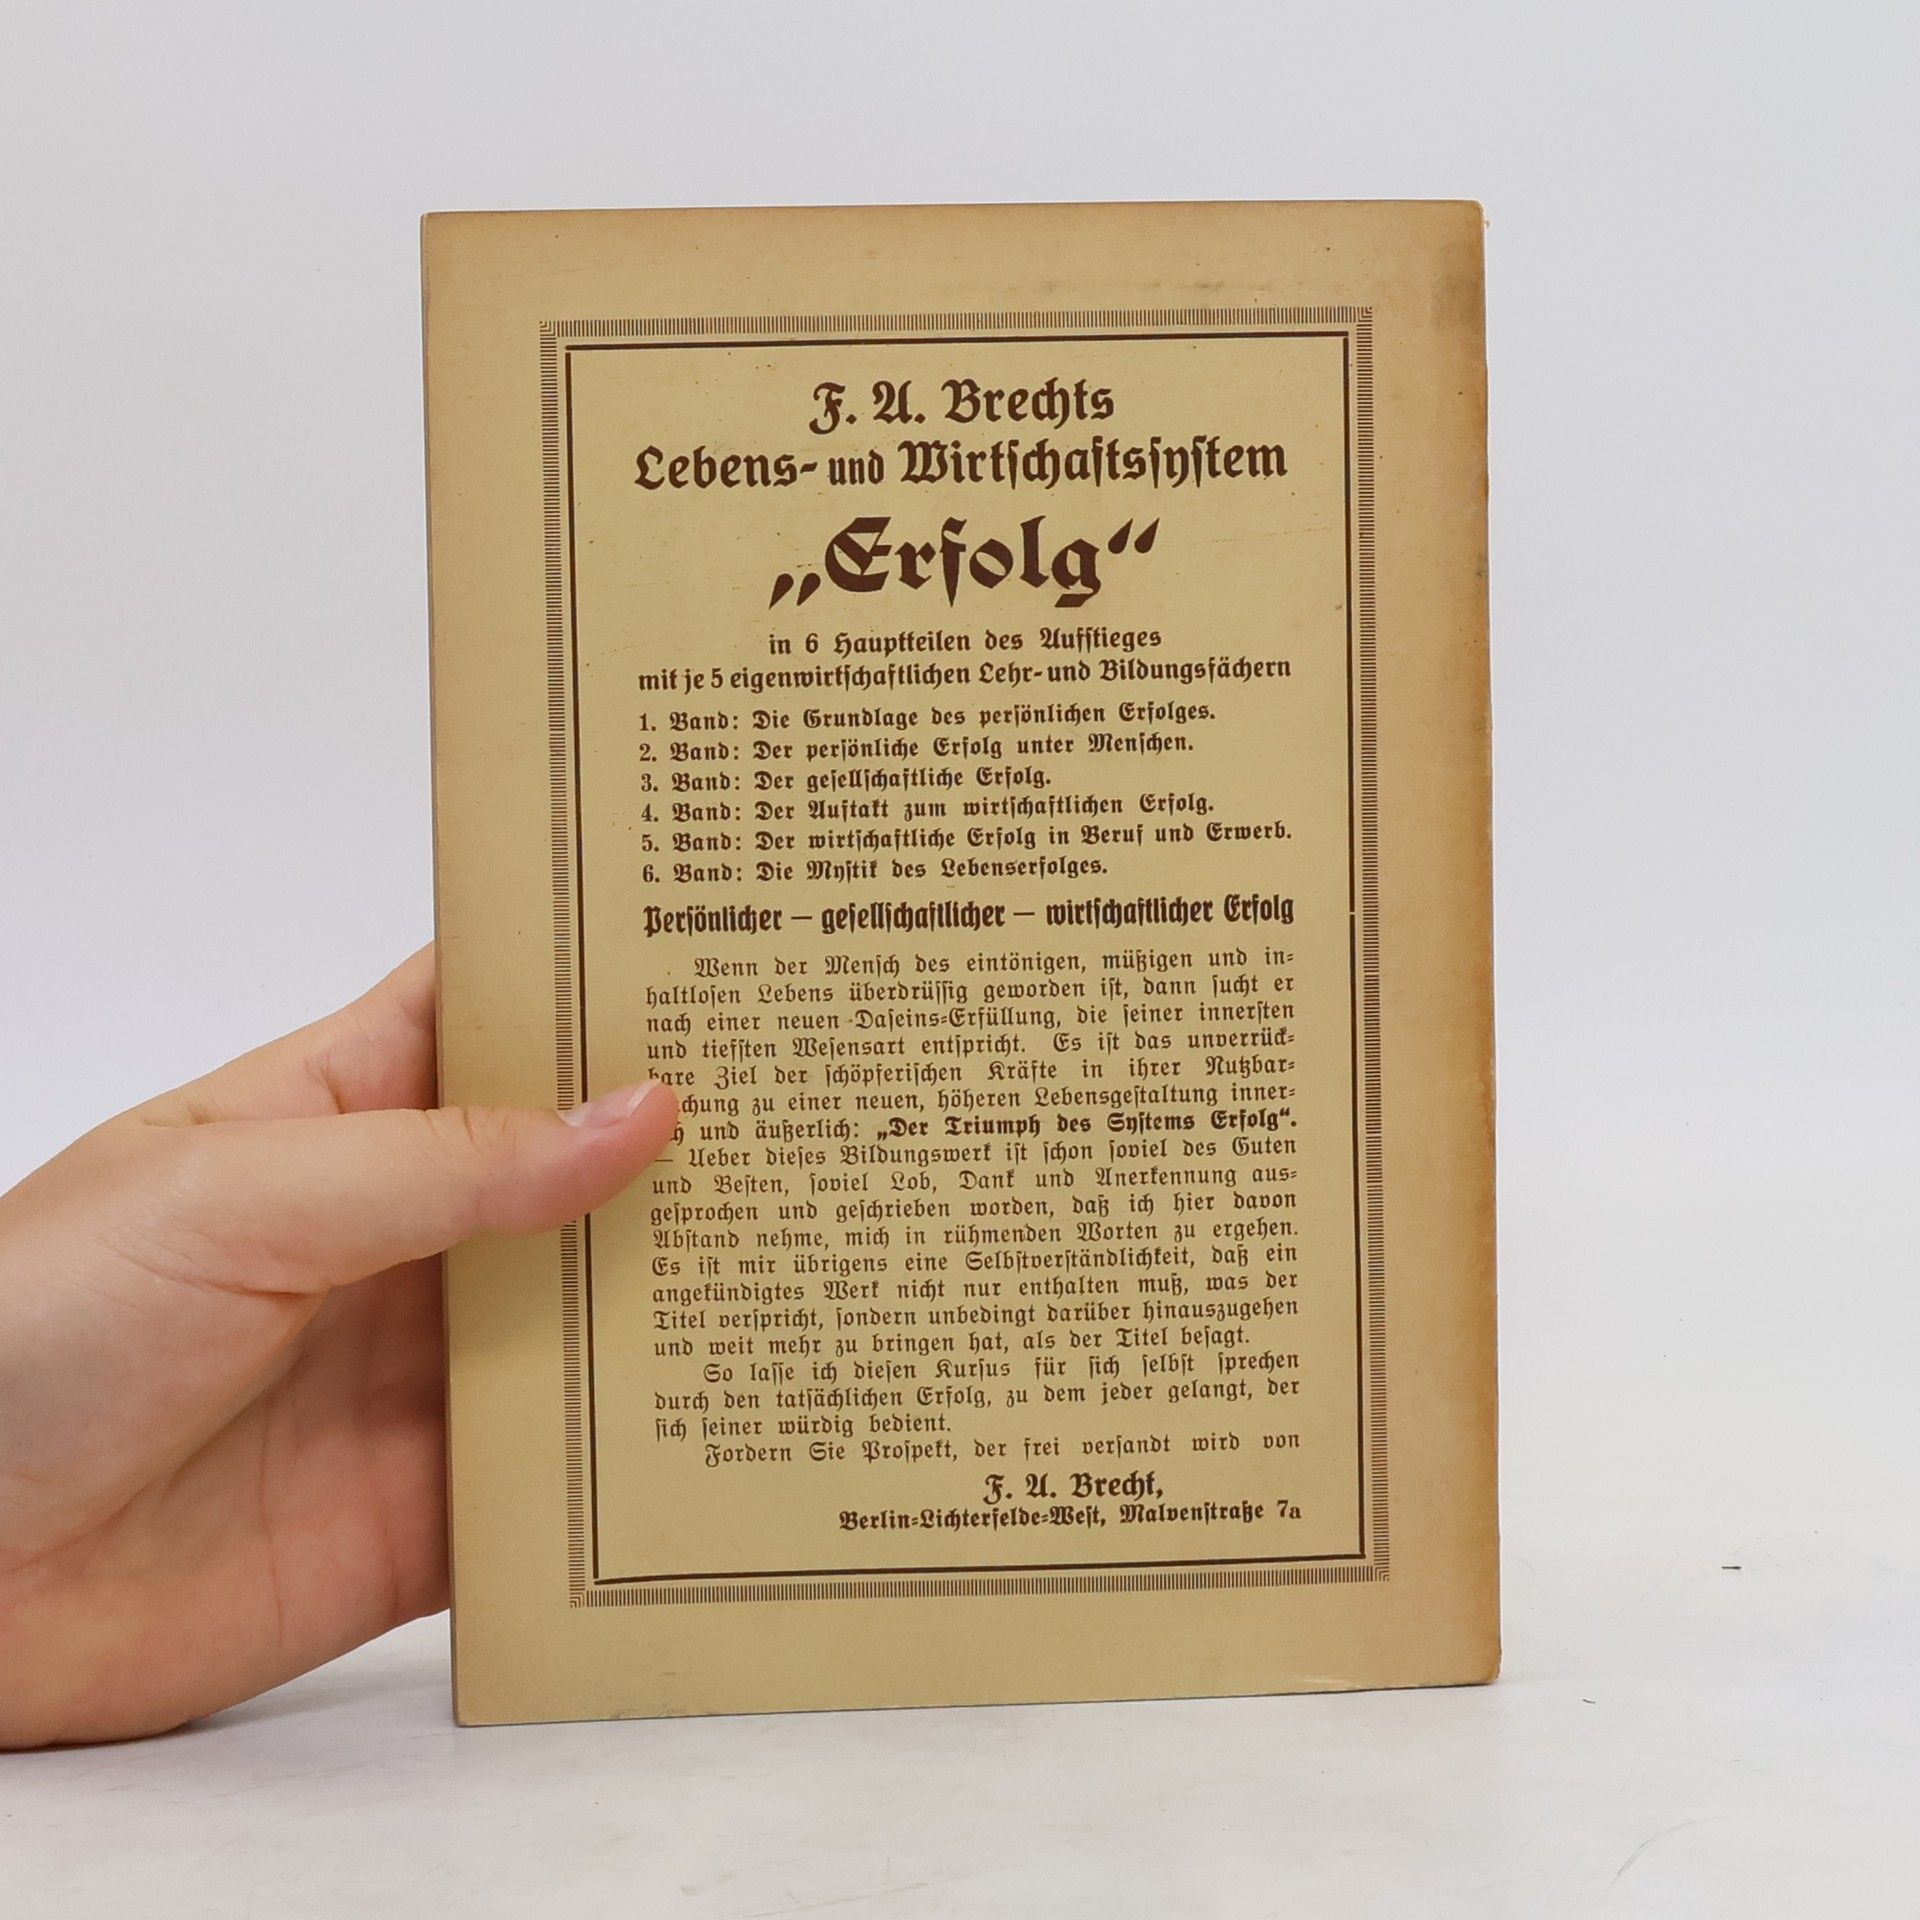 F. A. Brechts
Lebens- und Wirtschaftssystem
„Erfolg“
in 6 Hauptteilen des Aufstieges
mit je 5 eigenwirtschaftlichen Lehr- und Bildungsfächern
1. Band: Die Grundlage des persönlichen Erfolges.
2. Band: Der persönliche Erfolg unter Menschen.
3. Band: Der gesellschaftliche Erfolg.
4. Band: Der Auftakt zum wirtschaftlichen Erfolg.
5. Band: Der wirtschaftliche Erfolg in Beruf und Erwerb.
6. Band: Die Mystik des Lebenserfolges.
Persönlicher — gesellschaftlicher — wirtschaftlicher Erfolg
Wenn der Mensch des eintönigen, müßigen und in-
haltlosen Lebens überdrüssig geworden ist, dann sucht er
nach einer neuen Daseins-Erfüllung, die seiner innersten
und tiefsten Wesensart entspricht. Es ist das unverrück-
bare Ziel der schöpferischen Kräfte in ihrer Nutzbar-
chung zu einer neuen, höheren Lebensgestaltung inner-
ch und äußerlich: „Der Triumph des Systems Erfolg“.
— Ueber dieses Bildungswerk ist schon soviel des Guten
und Besten, soviel Lob, Dank und Anerkennung aus-
gesprochen und geschrieben worden, daß ich hier davon
Abstand nehme, mich in rühmenden Worten zu ergehen.
Es ist mir übrigens eine Selbstverständlichkeit, daß ein
angekündigtes Werk nicht nur enthalten muß, was der
Titel verspricht, sondern unbedingt darüber hinauszugehen
und weit mehr zu bringen hat, als der Titel besagt.
So lasse ich diesen Kursus für sich selbst sprechen
durch den tatsächlichen Erfolg, zu dem jeder gelangt, der
sich seiner würdig bedient.
Fordern Sie Prospekt, der frei versandt wird von
F. A. Brecht,
Berlin-Lichterfelde-West, Malvenstraße 7a